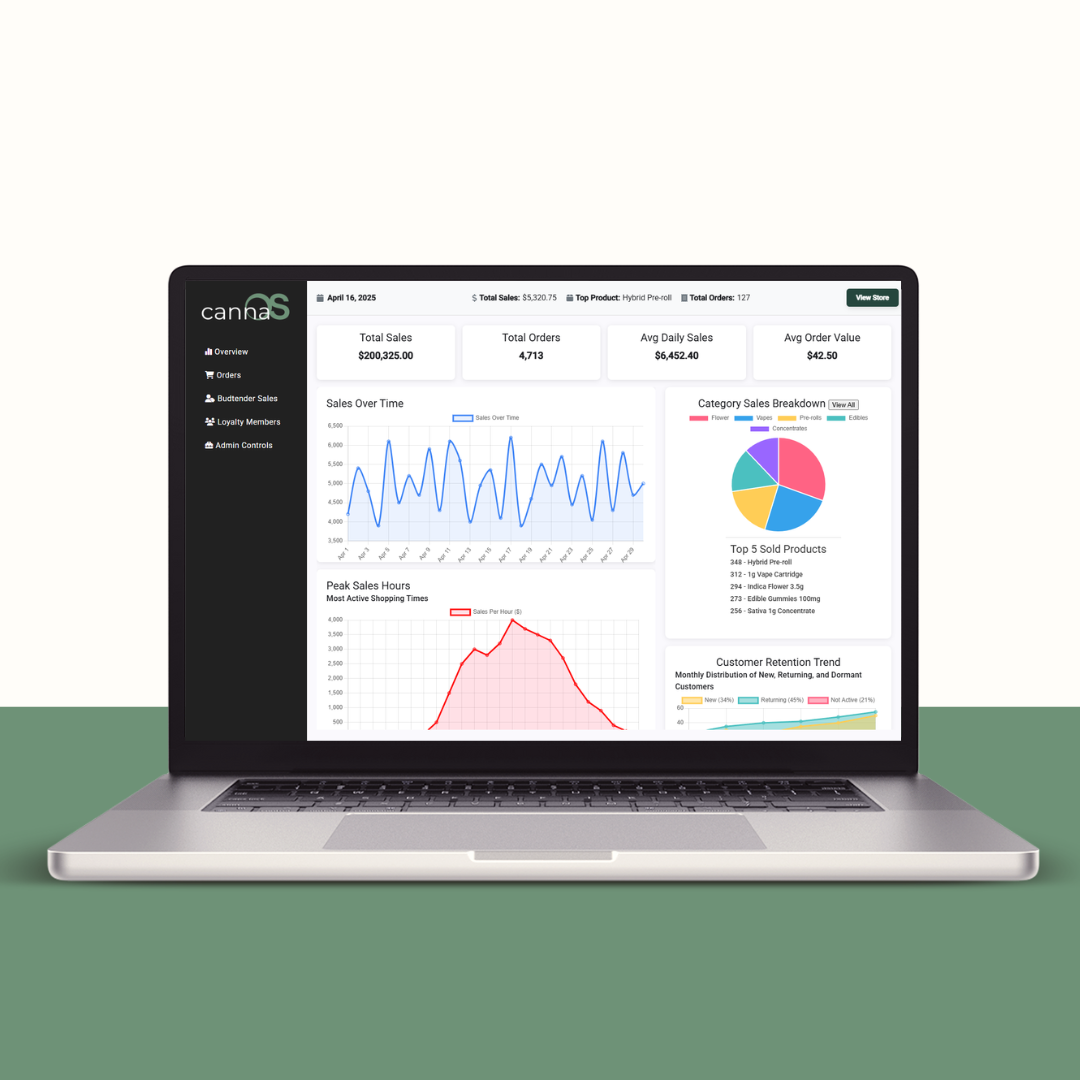 cannaOS
Overview
Orders
Budtender Sales
Loyalty Members
Admin Controls
April 16, 2025
$ Total Sales: $5,320.75
Top Product: Hybrid Pre-roll
Total Orders: 127
View Store
Total Sales
$200,325.00
Total Orders
4,713
Avg Daily Sales
$6,452.40
Avg Order Value
$42.50
Sales Over Time
Sales Over Time
6,500
6,000
5,500
5,000
4,500
4,000
3,500
Apr 1
Apr 3
Apr 5
Apr 7
Apr 9
Apr 11
Apr 13
Apr 15
Apr 17
Apr 19
Apr 21
Apr 23
Apr 25
Apr 27
Apr 29
Category Sales Breakdown View All
Flower Vapes Pre-rolls Edibles
Concentrates
Top 5 Sold Products
348 - Hybrid Pre-roll
312 - 1g Vape Cartridge
294 - Indica Flower 3.5g
273 - Edible Gummies 100mg
256 - Sativa 1g Concentrate
Peak Sales Hours
Most Active Shopping Times
Sales Per Hour ($)
4,000
3,500
3,000
2,500
2,000
1,500
1,000
500
Customer Retention Trend
Monthly Distribution of New, Returning, and Dormant
Customers
New (34%) Returning (45%) Not Active (21%)
60
40